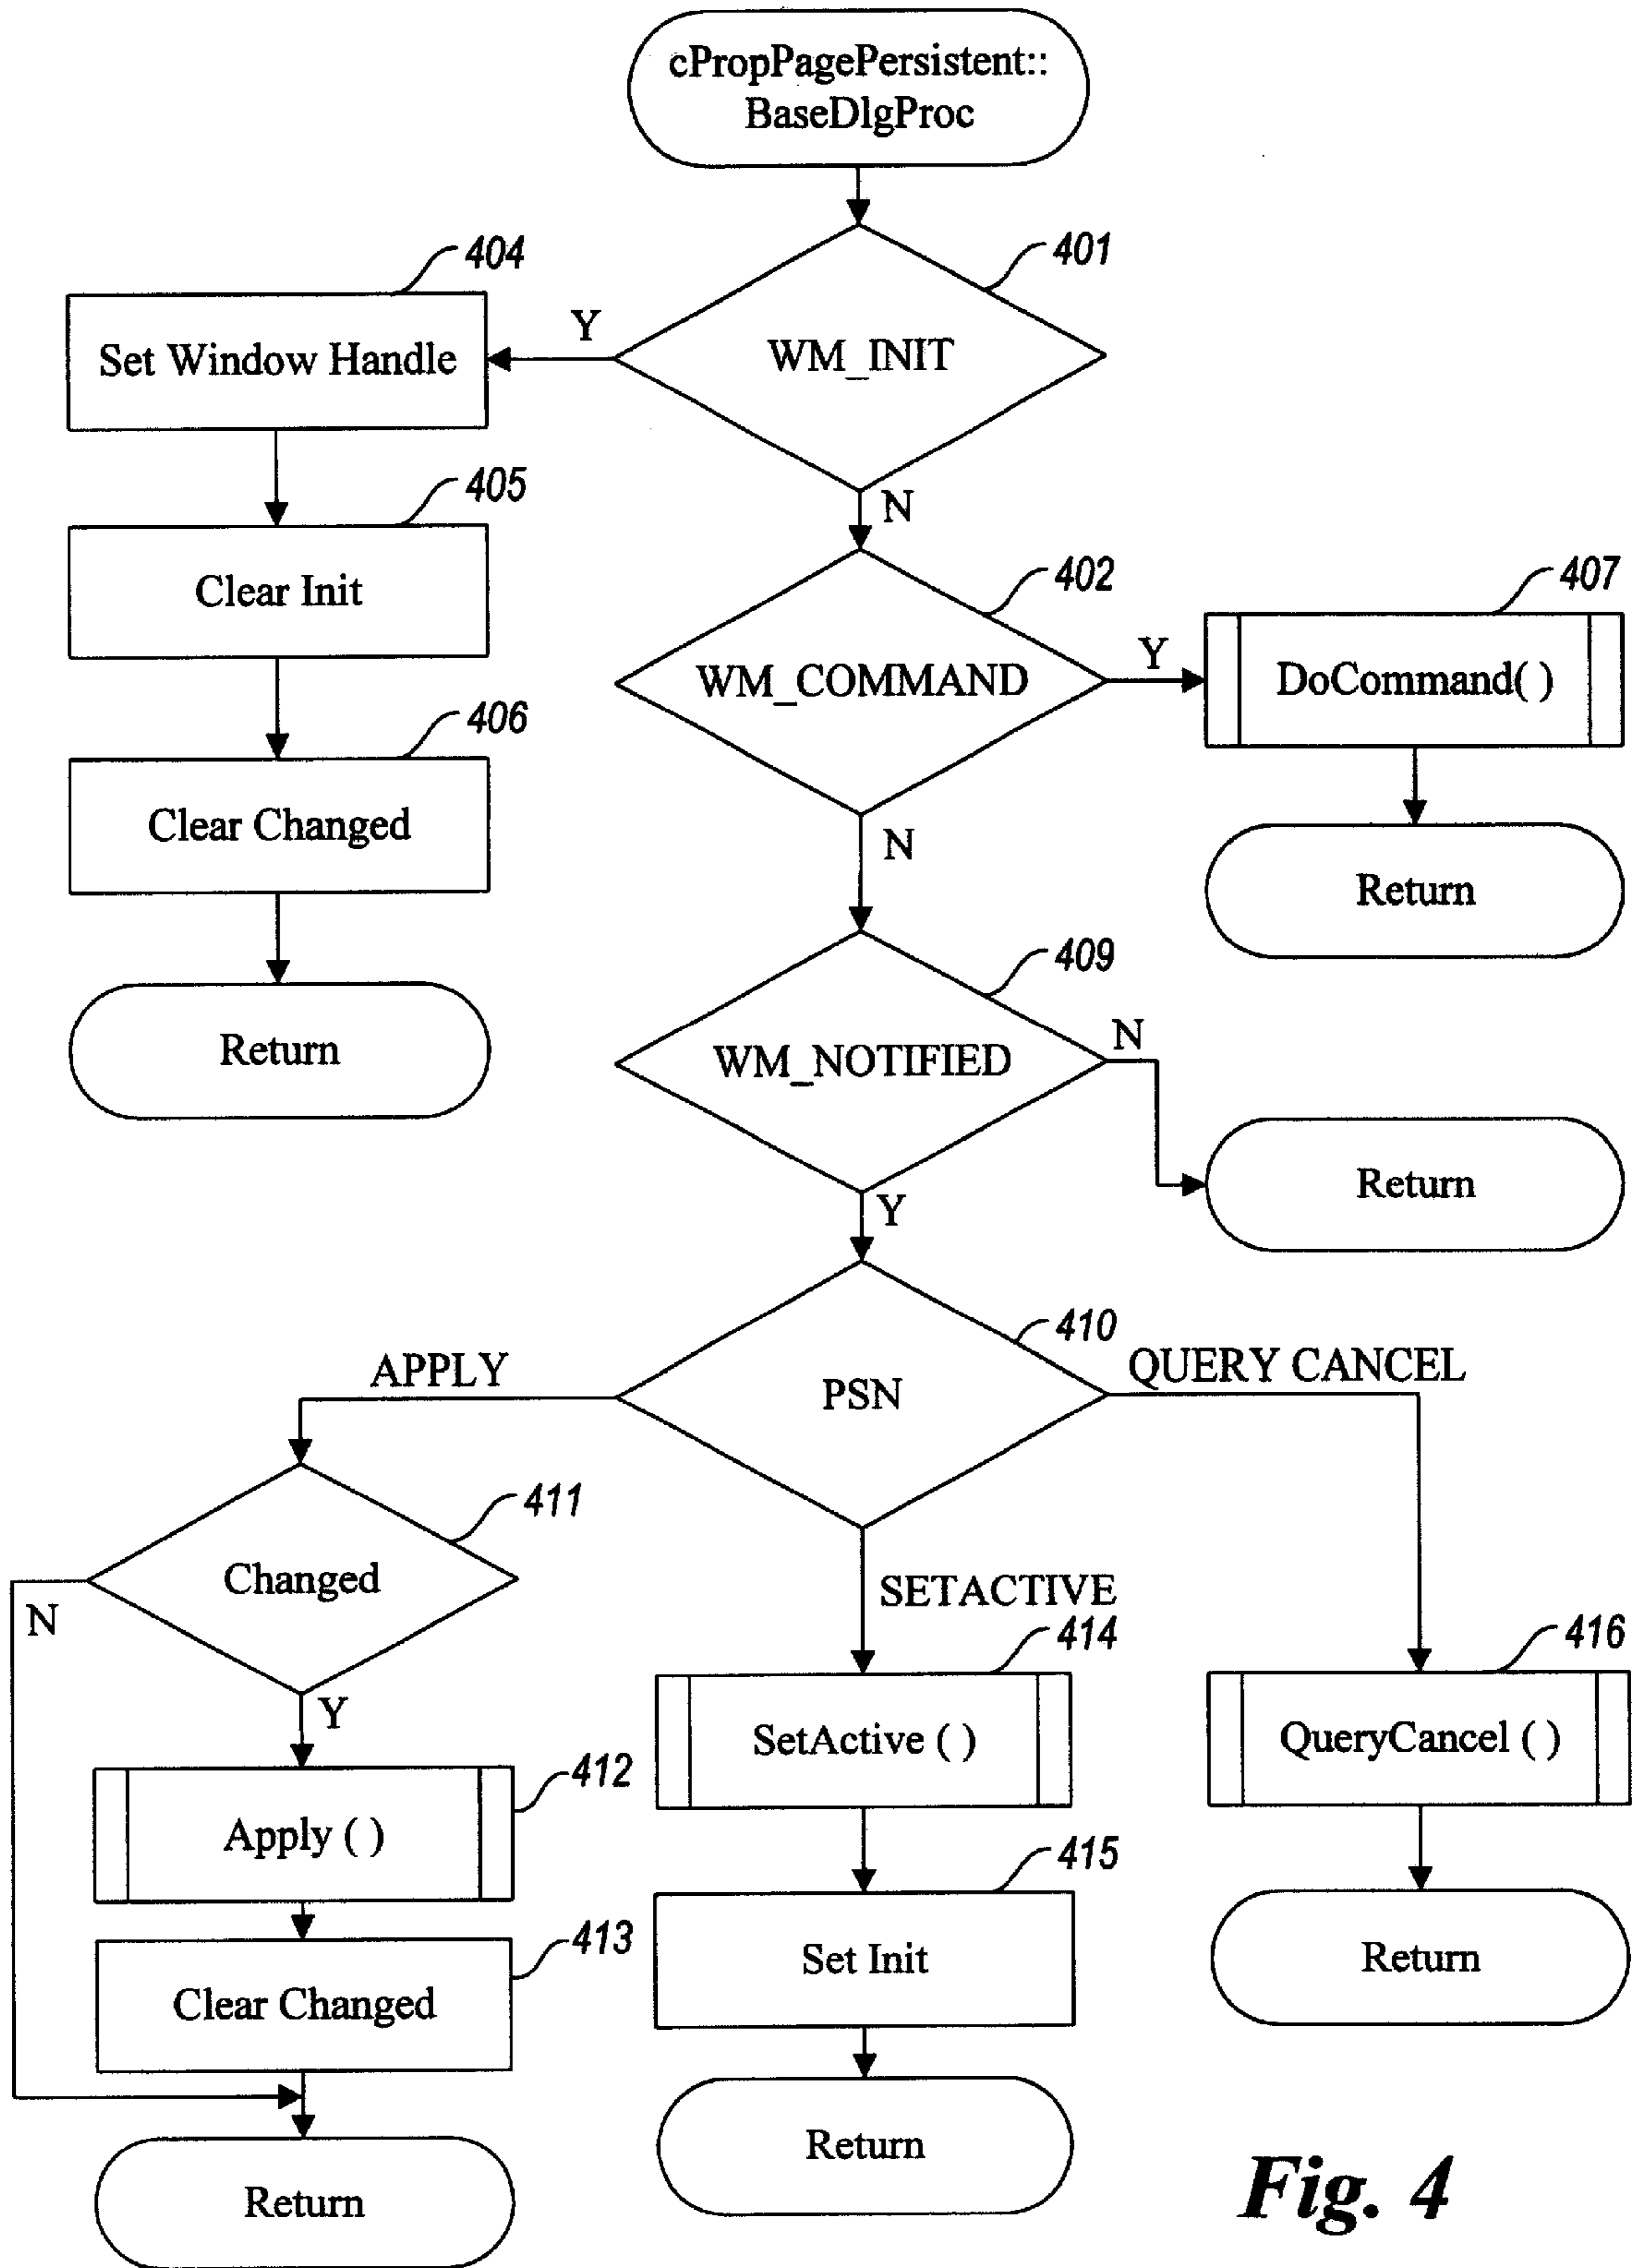 cPropPagePersistent::
BaseDlgProc
401
WM_INIT
Y
N
404
Set Window Handle
405
Clear Init
406
Clear Changed
Return
402
WM_COMMAND
Y
N
407
DoCommand( )
Return
409
WM_NOTIFIED
N
Y
Return
410
PSN
APPLY
QUERY CANCEL
SETACTIVE
411
Changed
N
Y
412
Apply ( )
413
Clear Changed
Return
414
SetActive ( )
415
Set Init
Return
416
QueryCancel ( )
Return
Fig. 4